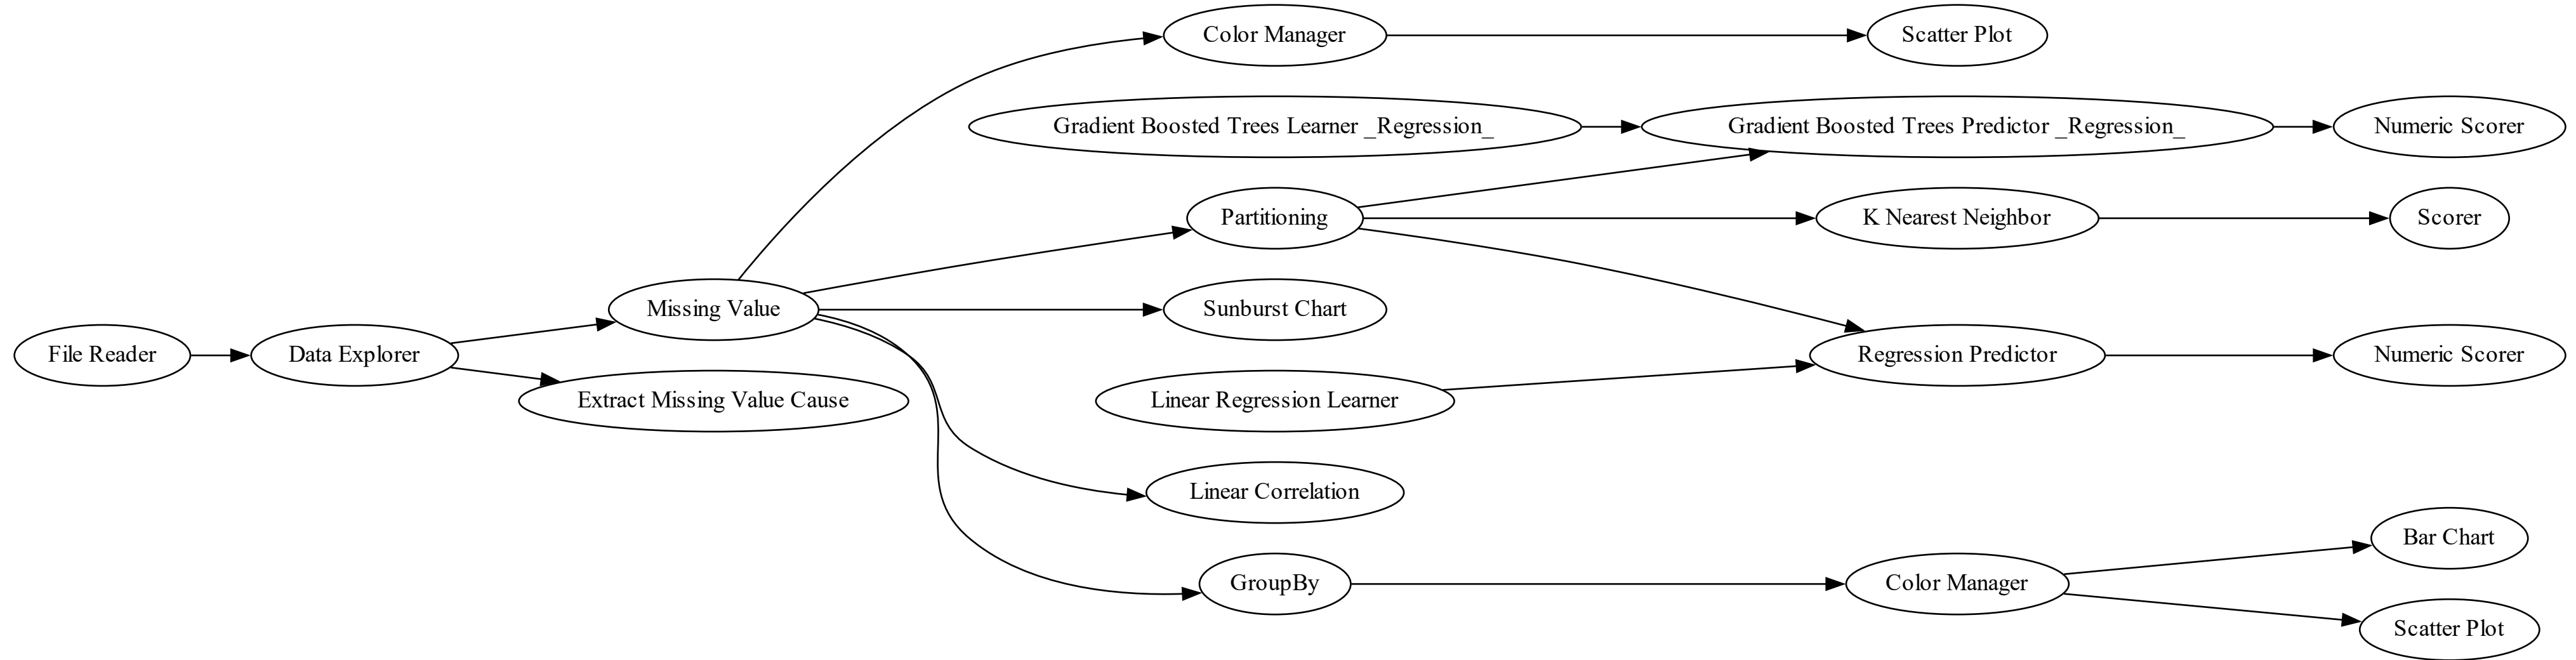 Color Manager
Scatter Plot
Gradient Boosted Trees Learner _Regression_
Gradient Boosted Trees Predictor _Regression_
Numeric Scorer
Partitioning
K Nearest Neighbor
Scorer
Missing Value
Sunburst Chart
File Reader
Data Explorer
Regression Predictor
Numeric Scorer
Extract Missing Value Cause
Linear Regression Learner
Linear Correlation
Bar Chart
GroupBy
Color Manager
Scatter Plot